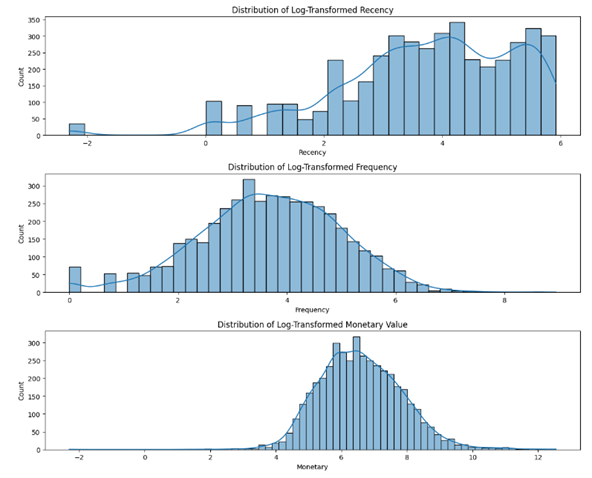 Distribution of Log-Transformed Recency
350
300
250
200
150
100
50
0
Count
−2 0 2 4 6
Recency
Distribution of Log-Transformed Frequency
300
250
200
150
100
50
0
Count
0 2 4 6 8
Frequency
Distribution of Log-Transformed Monetary Value
300
250
200
150
100
50
0
Count
−2 0 2 4 6 8 10 12
Monetary